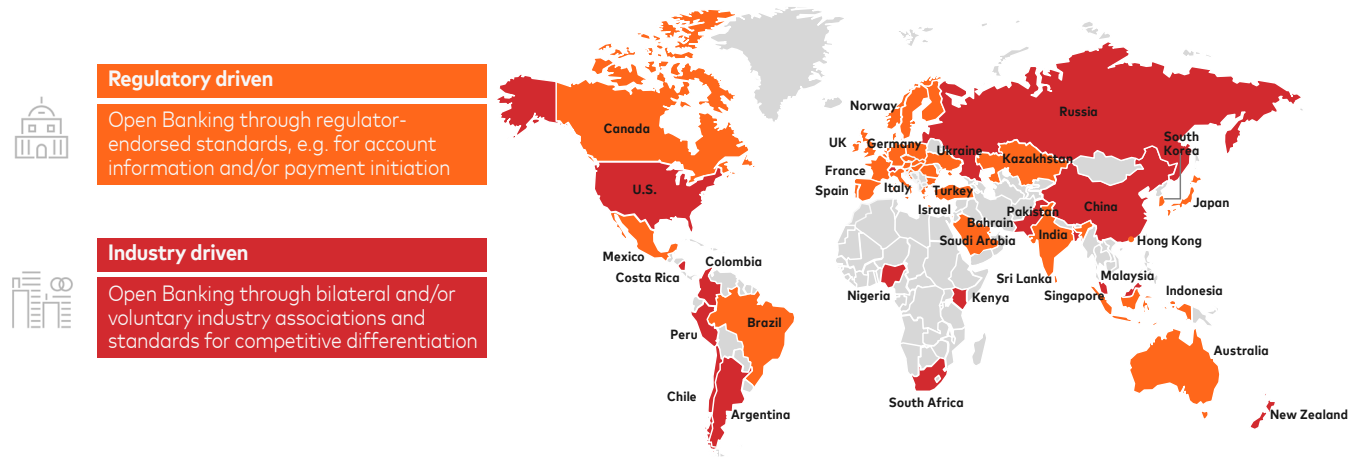 Regulatory driven
Open Banking through regulator-
endorsed standards, e.g. for account
information and/or payment initiation
Industry driven
Open Banking through bilateral and/or
voluntary industry associations and
standards for competitive differentiation
Canada
U.S.
Mexico
Costa Rica
Colombia
Brazil
Peru
Chile
Argentina
Norway
UK
Germany
Ukraine
France
Spain
Italy
Turkey
Kazakhstan
Russia
South
Korea
Japan
China
Israel
Bahrain
Pakistan
Saudi Arabia
India
Hong Kong
Sri Lanka
Malaysia
Singapore
Indonesia
Nigeria
Kenya
South Africa
Australia
New Zealand